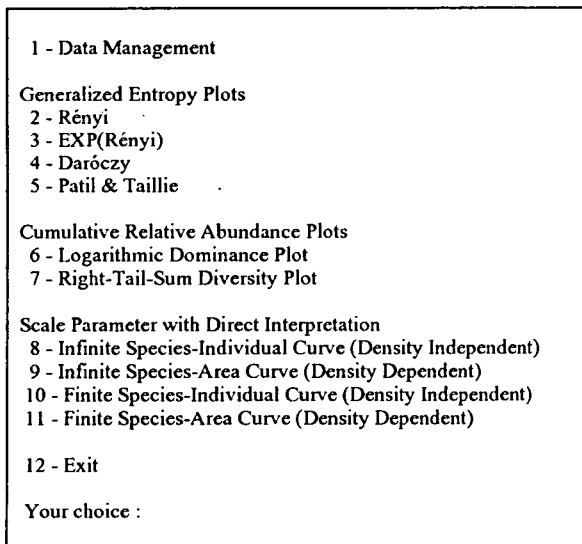 1 - Data Management
Generalized Entropy Plots
2 - Rényi
3 - EXP(Rényi)
4 - Daróczy
5 - Patil & Taillie
Cumulative Relative Abundance Plots
6 - Logarithmic Dominance Plot
7 - Right-Tail-Sum Diversity Plot
Scale Parameter with Direct Interpretation
8 - Infinite Species-Individual Curve (Density Independent)
9 - Infinite Species-Area Curve (Density Dependent)
10 - Finite Species-Individual Curve (Density Independent)
11 - Finite Species-Area Curve (Density Dependent)
12 - Exit
Your choice :